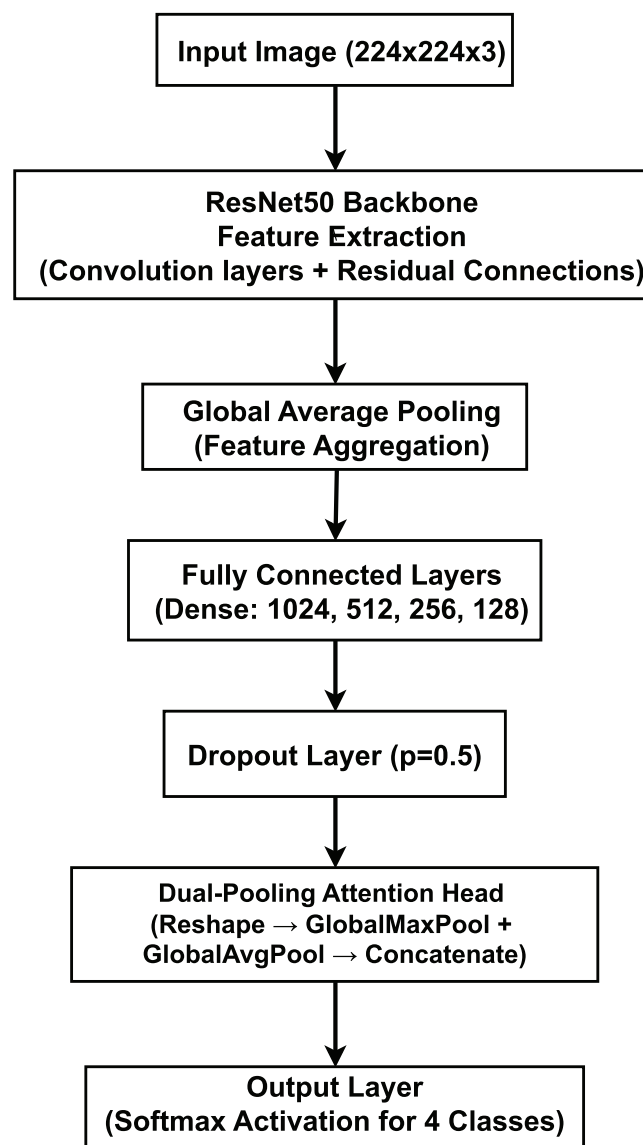 Input Image (224x224x3)
ResNet50 Backbone
Feature Extraction
(Convolution layers + Residual Connections)
Global Average Pooling
(Feature Aggregation)
Fully Connected Layers
(Dense: 1024, 512, 256, 128)
Dropout Layer (p=0.5)
Dual-Pooling Attention Head
(Reshape → GlobalMaxPool +
GlobalAvgPool → Concatenate)
Output Layer
(Softmax Activation for 4 Classes)